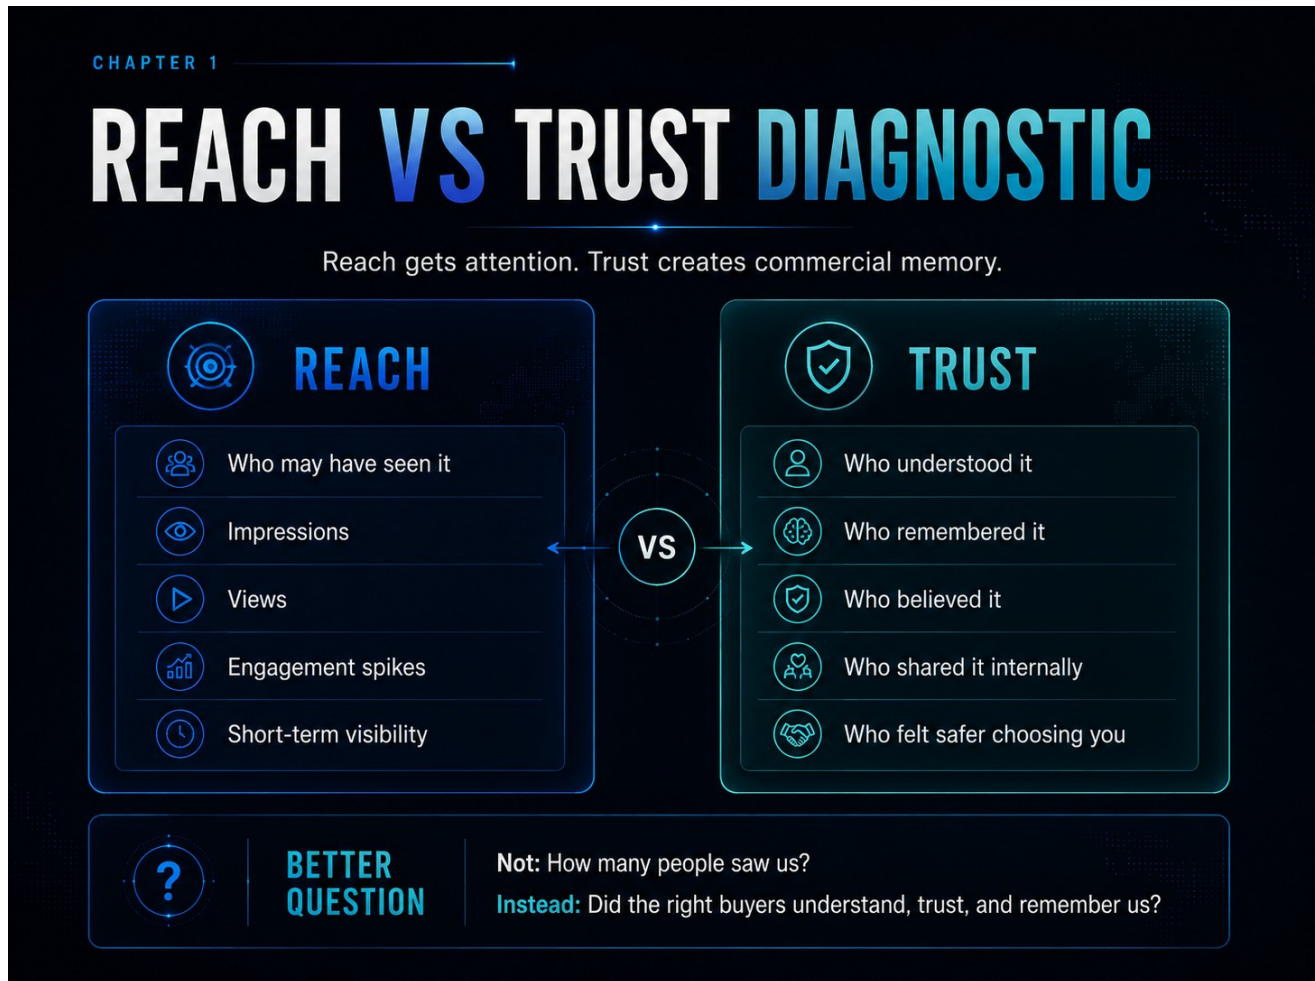 CHAPTER 1
REACH VS TRUST DIAGNOSTIC
Reach gets attention. Trust creates commercial memory.
REACH
Who may have seen it
Impressions
Views
Engagement spikes
Short-term visibility
VS
TRUST
Who understood it
Who remembered it
Who believed it
Who shared it internally
Who felt safer choosing you
?
BETTER
QUESTION
Not: How many people saw us?
Instead: Did the right buyers understand, trust, and remember us?